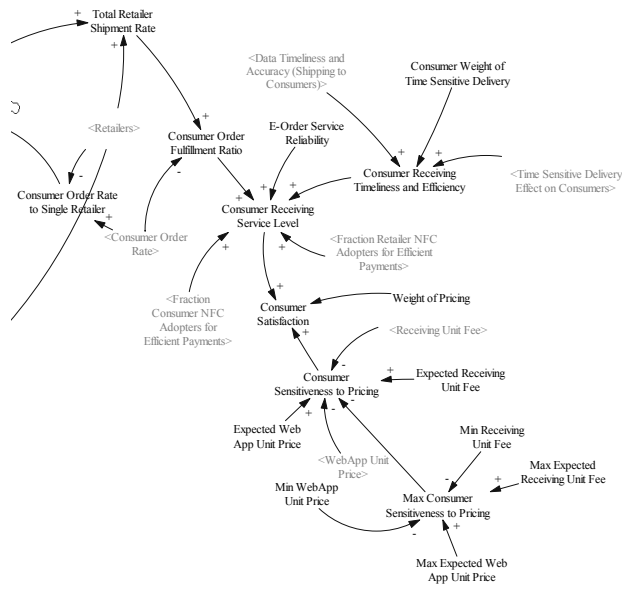 Total Retailer
Shipment Rate
+
+
<Data Timeliness and
Accuracy (Shipping to
Consumers)>
Consumer Weight of
Time Sensitive Delivery
<Retailers>
+
E-Order Service
Reliability
Consumer Order
Fulfillment Ratio
-
+
+
Consumer Receiving
Timeliness and Efficiency
<Time Sensitive Delivery
Effect on Consumers>
-
Consumer Order Rate
to Single Retailer
+
+
+
+
Consumer Receiving
Service Level
<Consumer Order
Rate>
+
+
<Fraction Retailer NFC
Adopters for Efficient
Payments>
<Fraction
Consumer NFC
Adopters for
Efficient Payments>
+
Consumer
Satisfaction
Weight of Pricing
+
<Receiving Unit Fee>
-
Consumer
Sensitiveness to Pricing
+
Expected Receiving
Unit Fee
+
-
-
Expected Web
App Unit Price
<WebApp Unit
Price>
Min Receiving
Unit Fee
Min WebApp
Unit Price
-
+
Max Expected
Receiving Unit Fee
Max Consumer
Sensitiveness to Pricing
-
+
Max Expected Web
App Unit Price